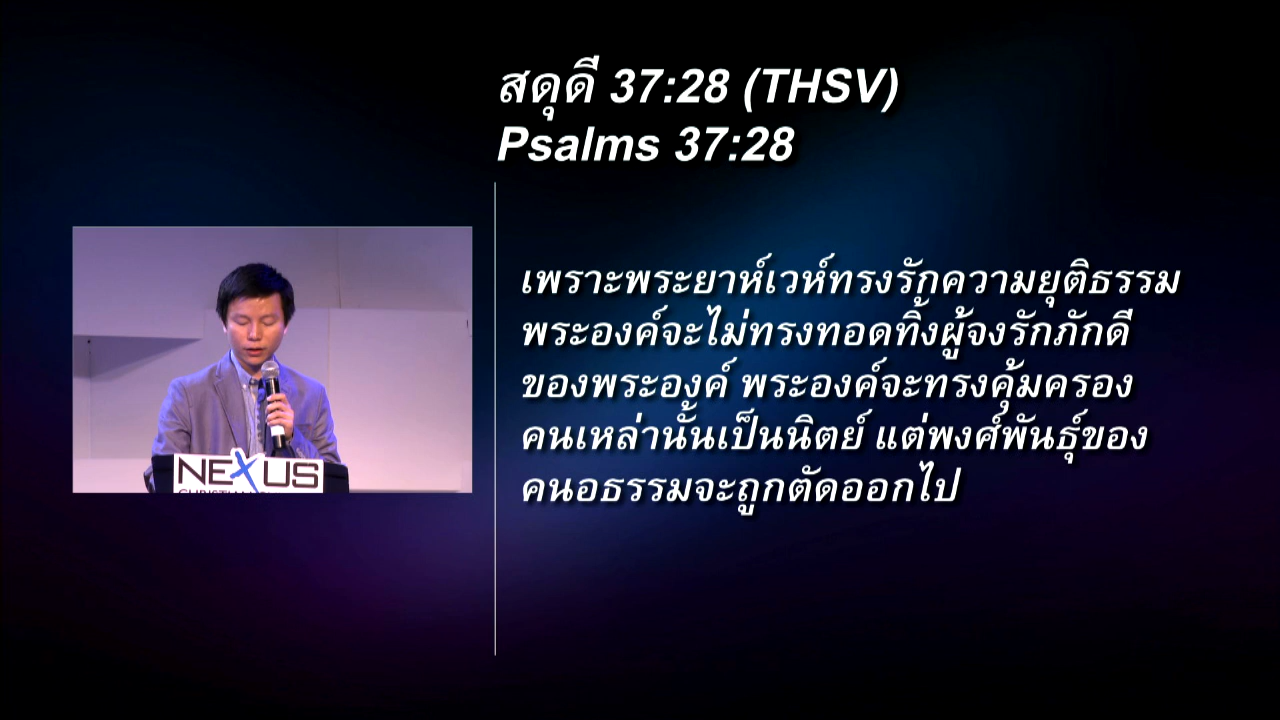 สดุดี 37:28 (THSV)
Psalms 37:28
เพราะพระยาห์เวห์ทรงรักความยุติธรรม
พระองค์จะไม่ทรงทอดทิ้งผู้จงรักภักดี
ของพระองค์ พระองค์จะทรงคุ้มครอง
คนเหล่านั้นเป็นนิตย์ แต่พงศ์พันธุ์ของ
คนอธรรมจะถูกตัดออกไป
NEXUS